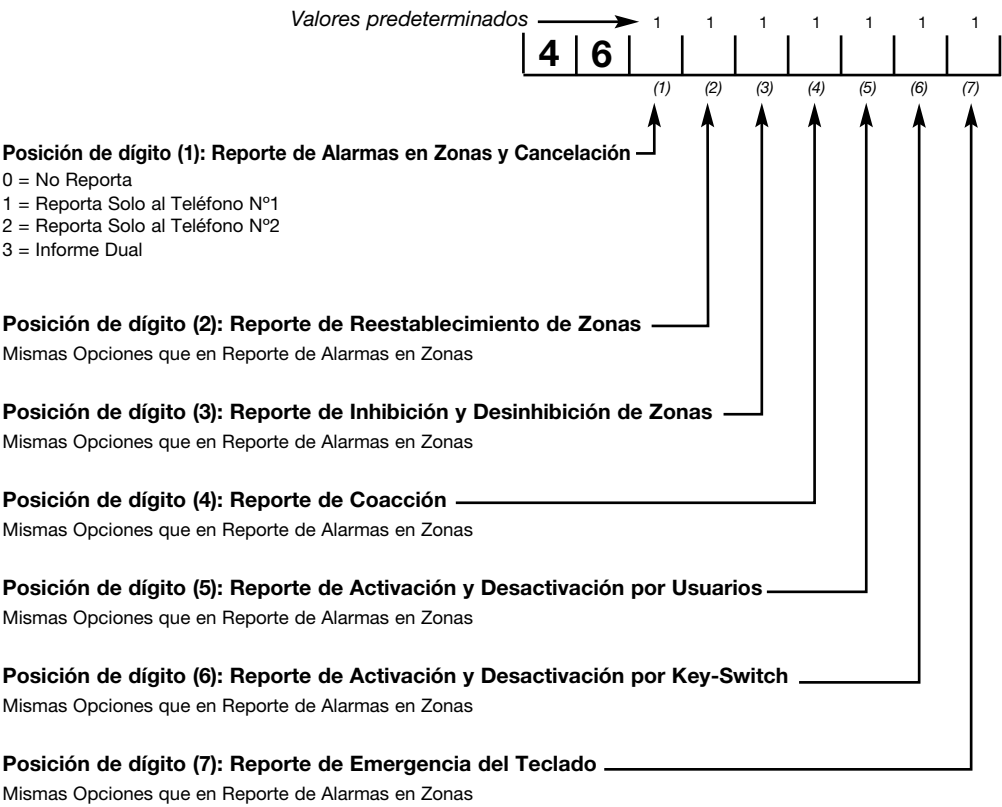 Valores predeterminados 1 1 1 1 1 1 1
4 6
(1) (2) (3) (4) (5) (6) (7)
Posición de dígito (1): Reporte de Alarmas en Zonas y Cancelación
0 = No Reporta
1 = Reporta Solo al Teléfono Nº1
2 = Reporta Solo al Teléfono Nº2
3 = Informe Dual
Posición de dígito (2): Reporte de Reestablecimiento de Zonas
Mismas Opciones que en Reporte de Alarmas en Zonas
Posición de dígito (3): Reporte de Inhibición y Desinhibición de Zonas
Mismas Opciones que en Reporte de Alarmas en Zonas
Posición de dígito (4): Reporte de Coacción
Mismas Opciones que en Reporte de Alarmas en Zonas
Posición de dígito (5): Reporte de Activación y Desactivación por Usuarios
Mismas Opciones que en Reporte de Alarmas en Zonas
Posición de dígito (6): Reporte de Activación y Desactivación por Key-Switch
Mismas Opciones que en Reporte de Alarmas en Zonas
Posición de dígito (7): Reporte de Emergencia del Teclado
Mismas Opciones que en Reporte de Alarmas en Zonas